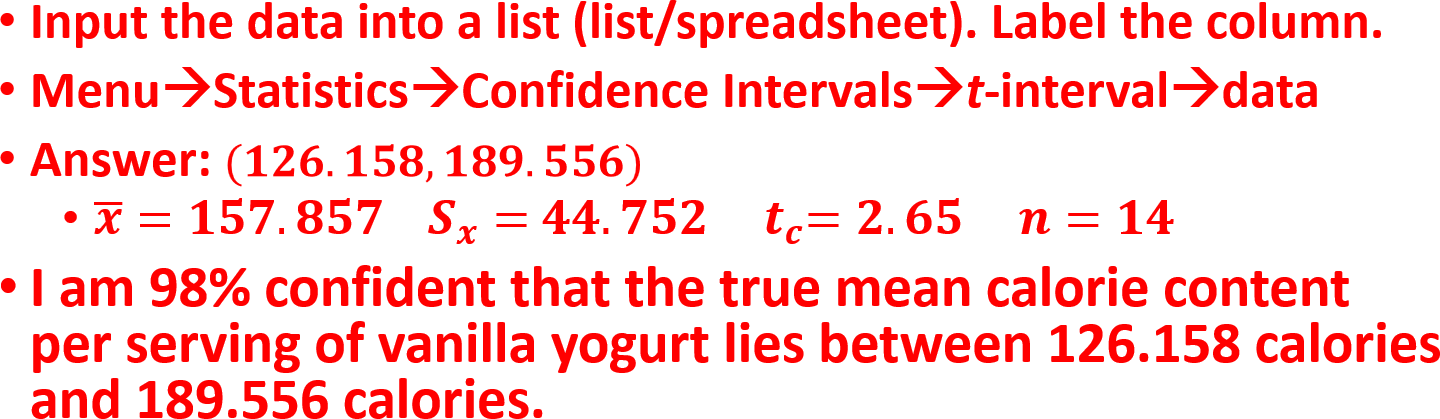 • Input the data into a list (list/spreadsheet). Label the column.
• Menu→Statistics→Confidence Intervals→t-interval→data
• Answer: (126.158, 189.556)
• x̅ = 157.857 Sₓ = 44.752 t_c= 2.65 n = 14
• I am 98% confident that the true mean calorie content
per serving of vanilla yogurt lies between 126.158 calories
and 189.556 calories.